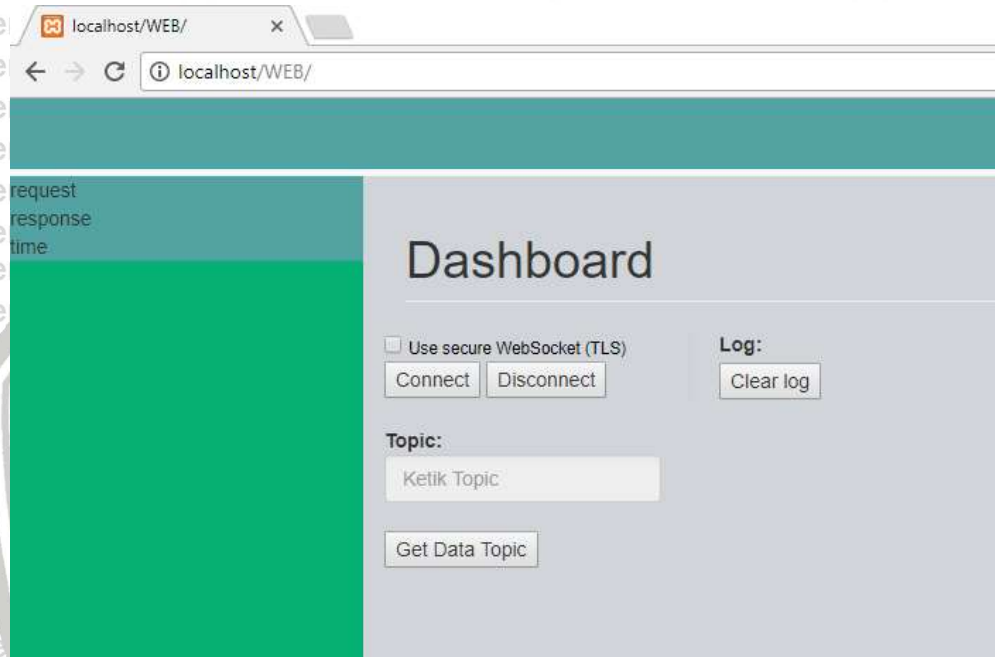 localhost/WEB/
localhost/WEB/
request
response
time
Dashboard
Use secure WebSocket (TLS)
Connect Disconnect
Log:
Clear log
Topic:
Ketik Topic
Get Data Topic